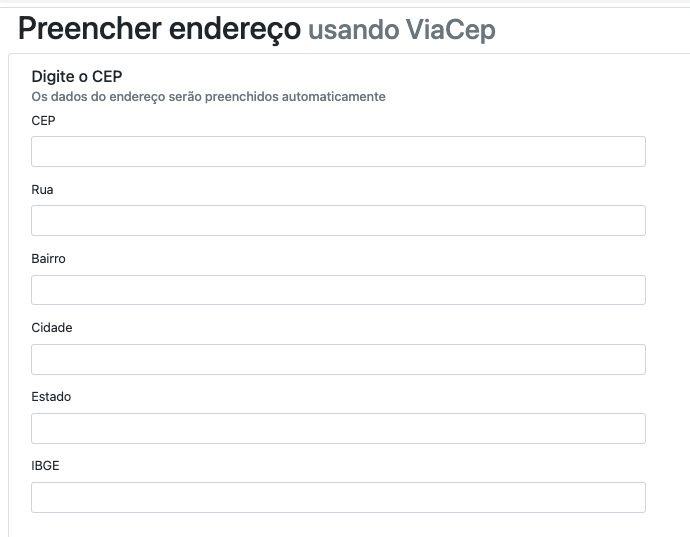 Preencher endereço usando ViaCep
Digite o CEP
Os dados do endereço serão preenchidos automaticamente
CEP
Rua
Bairro
Cidade
Estado
IBGE